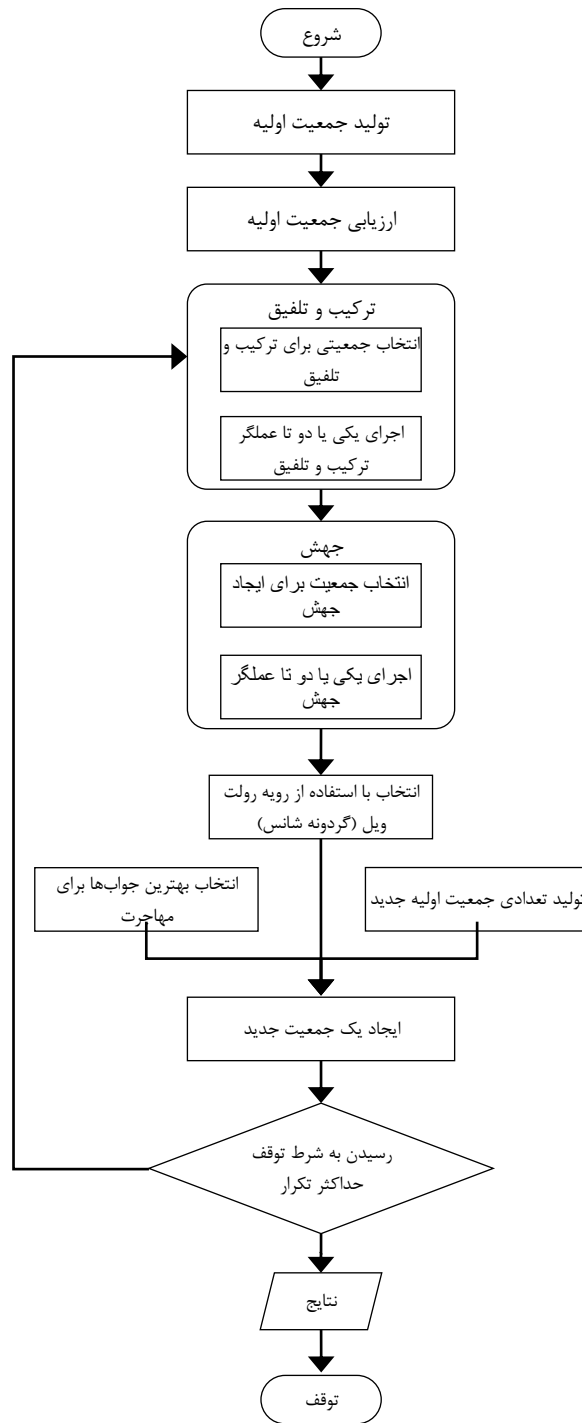 شروع
تولید جمعیت اولیه
ارزیابی جمعیت اولیه
ترکیب و تلفیق
انتخاب جمعیتی برای ترکیب و
تلفیق
اجرای یکی یا دو تا عملگر
ترکیب و تلفیق
جهش
انتخاب جمعیت برای ایجاد
جهش
اجرای یکی یا دو تا عملگر
جهش
انتخاب با استفاده از رویه رولت
ویل (گردونه شانس)
تولید تعدادی جمعیت اولیه جدید
انتخاب بهترین جواب‌ها برای
مهاجرت
ایجاد یک جمعیت جدید
رسیدن به شرط توقف
حداکثر تکرار
نتایج
توقف